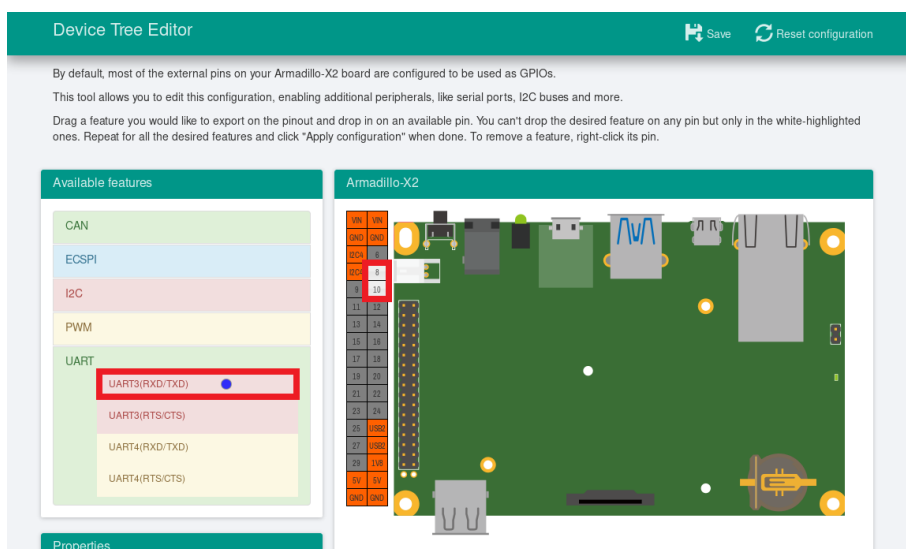 Device Tree Editor
Save
Reset configuration
By default, most of the external pins on your Armadillo-X2 board are configured to be used as GPIOs.
This tool allows you to edit this configuration, enabling additional peripherals, like serial ports, I2C buses and more.
Drag a feature you would like to export on the pinout and drop in on an available pin. You can't drop the desired feature on any pin but only in the white-highlighted
ones. Repeat for all the desired features and click "Apply configuration" when done. To remove a feature, right-click its pin.
Available features
CAN
ECSPI
I2C
PWM
UART
UART3(RXD/TXD)
UART3(RTS/CTS)
UART4(RXD/TXD)
UART4(RTS/CTS)
Properties
Armadillo-X2
VIN VIN
GND GND
I2C4 6
I2C4 8
9 10
11 12
13 14
15 16
17 18
19 20
21 22
23 24
25 USB2
27 USB2
29 1V8
5V 5V
GND GND